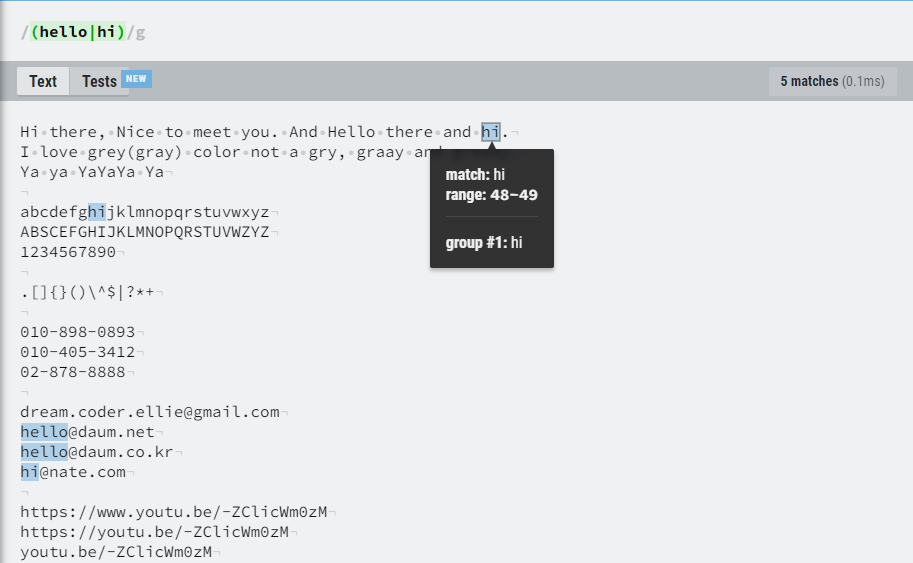 /(hello|hi)/g
Text Tests NEW 5 matches (0.1ms)
Hi there, Nice to meet you. And Hello there and hi.
I love grey(gray) color not a gry, graay and
Ya ya YaYaYa Ya
match: hi
range: 48-49
group #1: hi
abcdefghijklmnopqrstuvwxyz
ABSCEFGHIJKLMNOPQRSTUVWZYZ
1234567890
.[]{}()\^$|?*+
010-898-0893
010-405-3412
02-878-8888
dream.coder.ellie@gmail.com
hello@daum.net
hello@daum.co.kr
hi@nate.com
https://www.youtu.be/-ZClicWm0zM
https://youtu.be/-ZClicWm0zM
youtu.be/-ZClicWm0zM